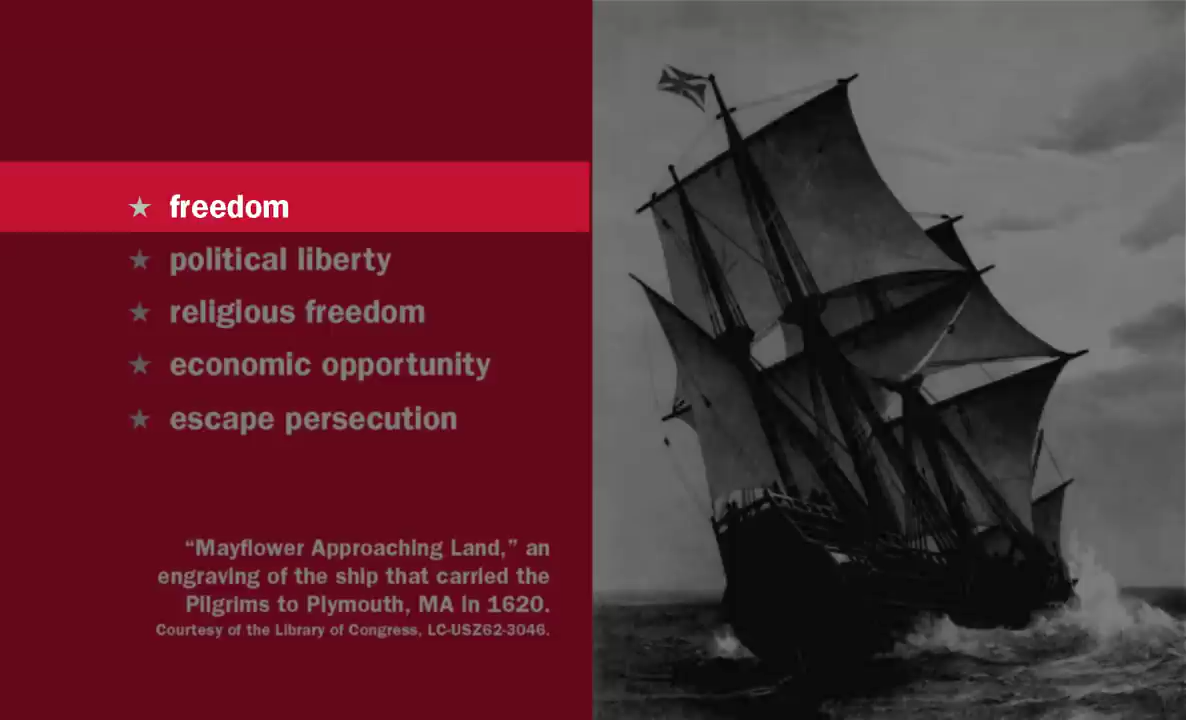 ★ freedom
★ political liberty
★ religious freedom
★ economic opportunity
★ escape persecution
“Mayflower Approaching Land,” an
engraving of the ship that carried the
Pilgrims to Plymouth, MA in 1620.
Courtesy of the Library of Congress, LC-USZ62-3046.